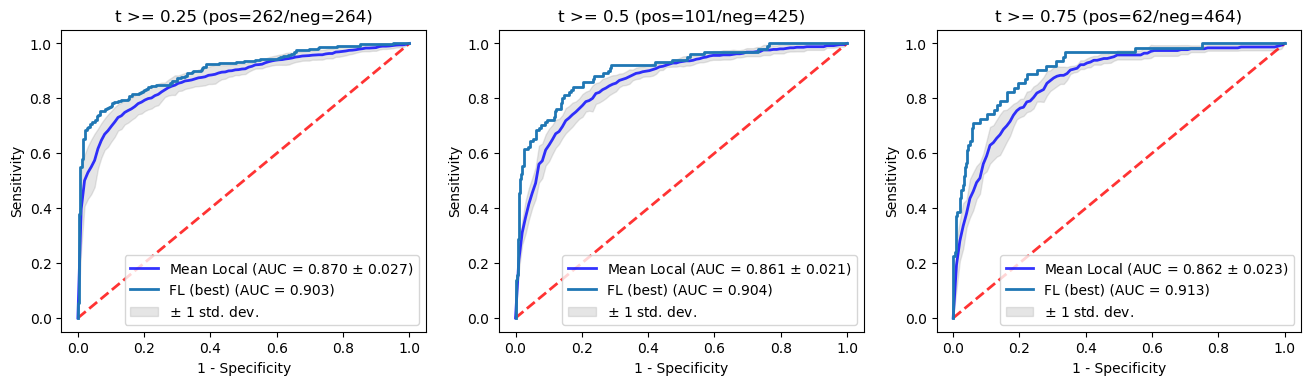 t >= 0.25 (pos=262/neg=264)
1.0
0.8
0.6
0.4
0.2
0.0
Sensitivity
Mean Local (AUC = 0.870 ± 0.027)
FL (best) (AUC = 0.903)
± 1 std. dev.
0.0 0.2 0.4 0.6 0.8 1.0
1 - Specificity
t >= 0.5 (pos=101/neg=425)
1.0
0.8
0.6
0.4
0.2
0.0
Sensitivity
Mean Local (AUC = 0.861 ± 0.021)
FL (best) (AUC = 0.904)
± 1 std. dev.
0.0 0.2 0.4 0.6 0.8 1.0
1 - Specificity
t >= 0.75 (pos=62/neg=464)
1.0
0.8
0.6
0.4
0.2
0.0
Sensitivity
Mean Local (AUC = 0.862 ± 0.023)
FL (best) (AUC = 0.913)
± 1 std. dev.
0.0 0.2 0.4 0.6 0.8 1.0
1 - Specificity